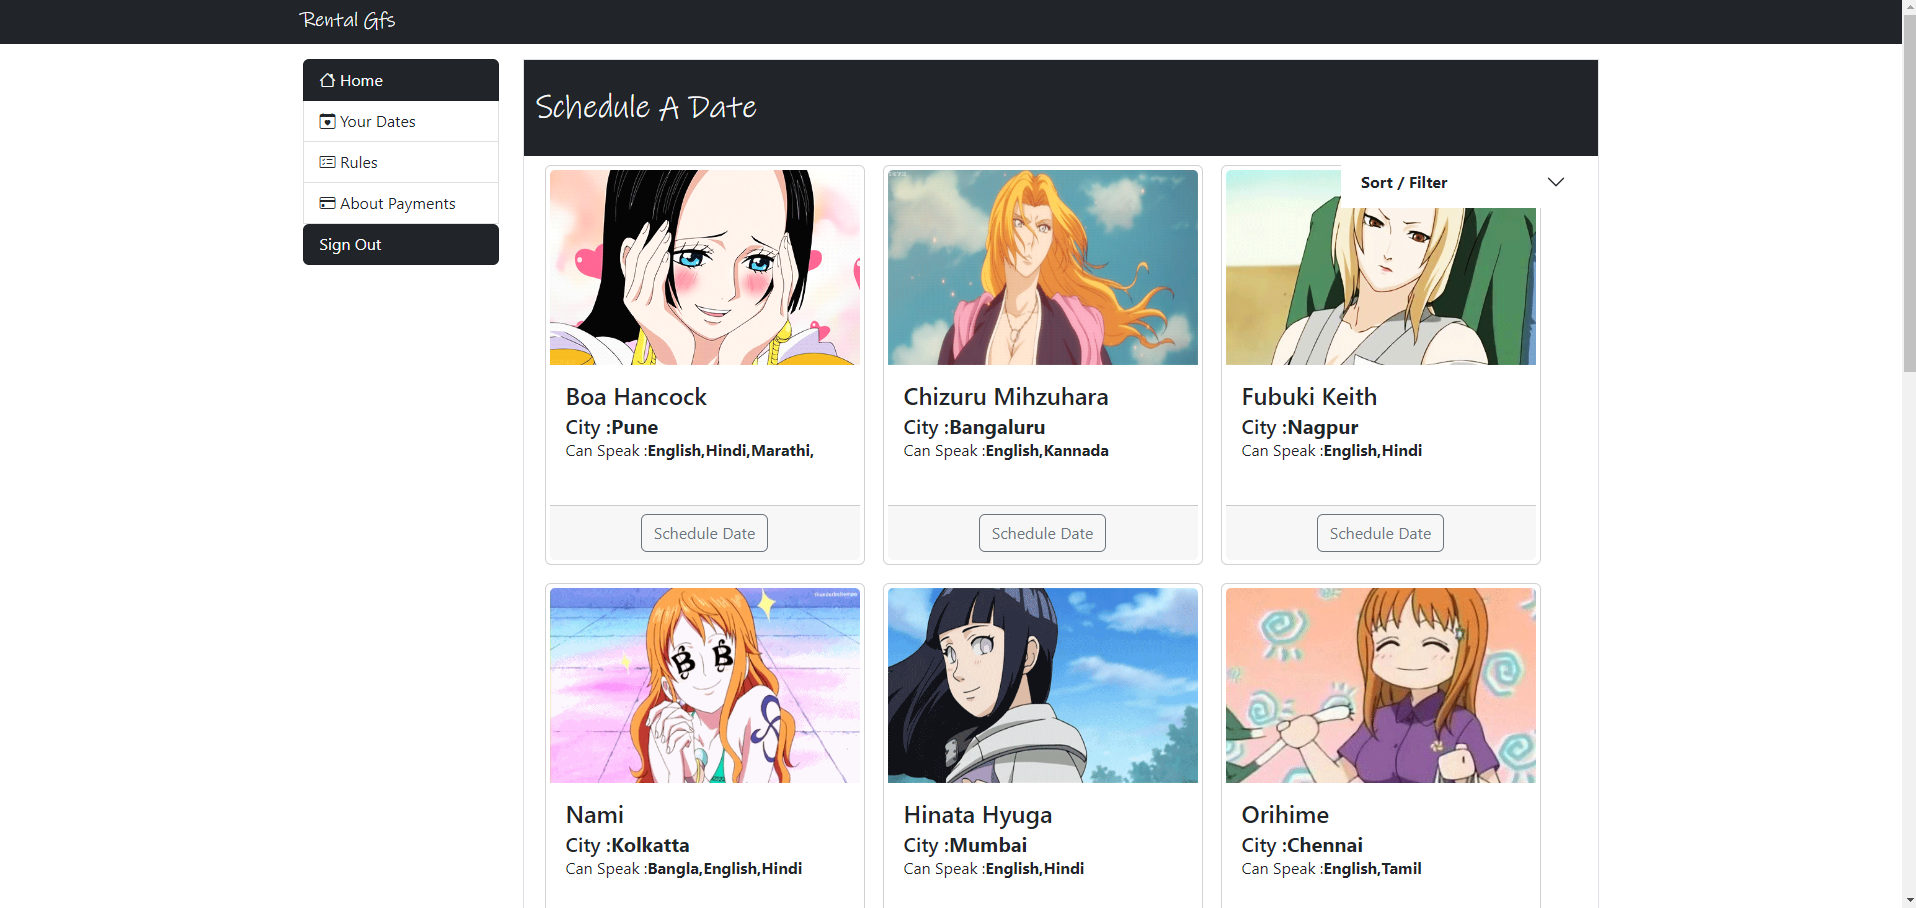 Rental Gfs
Home
Your Dates
Rules
About Payments
Sign Out
Schedule A Date
Sort / Filter
Boa Hancock
City :Pune
Can Speak :English,Hindi,Marathi,
Schedule Date
Chizuru Mihzuhara
City :Bangaluru
Can Speak :English,Kannada
Schedule Date
Fubuki Keith
City :Nagpur
Can Speak :English,Hindi
Schedule Date
B B
Nami
City :Kolkatta
Can Speak :Bangla,English,Hindi
Hinata Hyuga
City :Mumbai
Can Speak :English,Hindi
Orihime
City :Chennai
Can Speak :English,Tamil